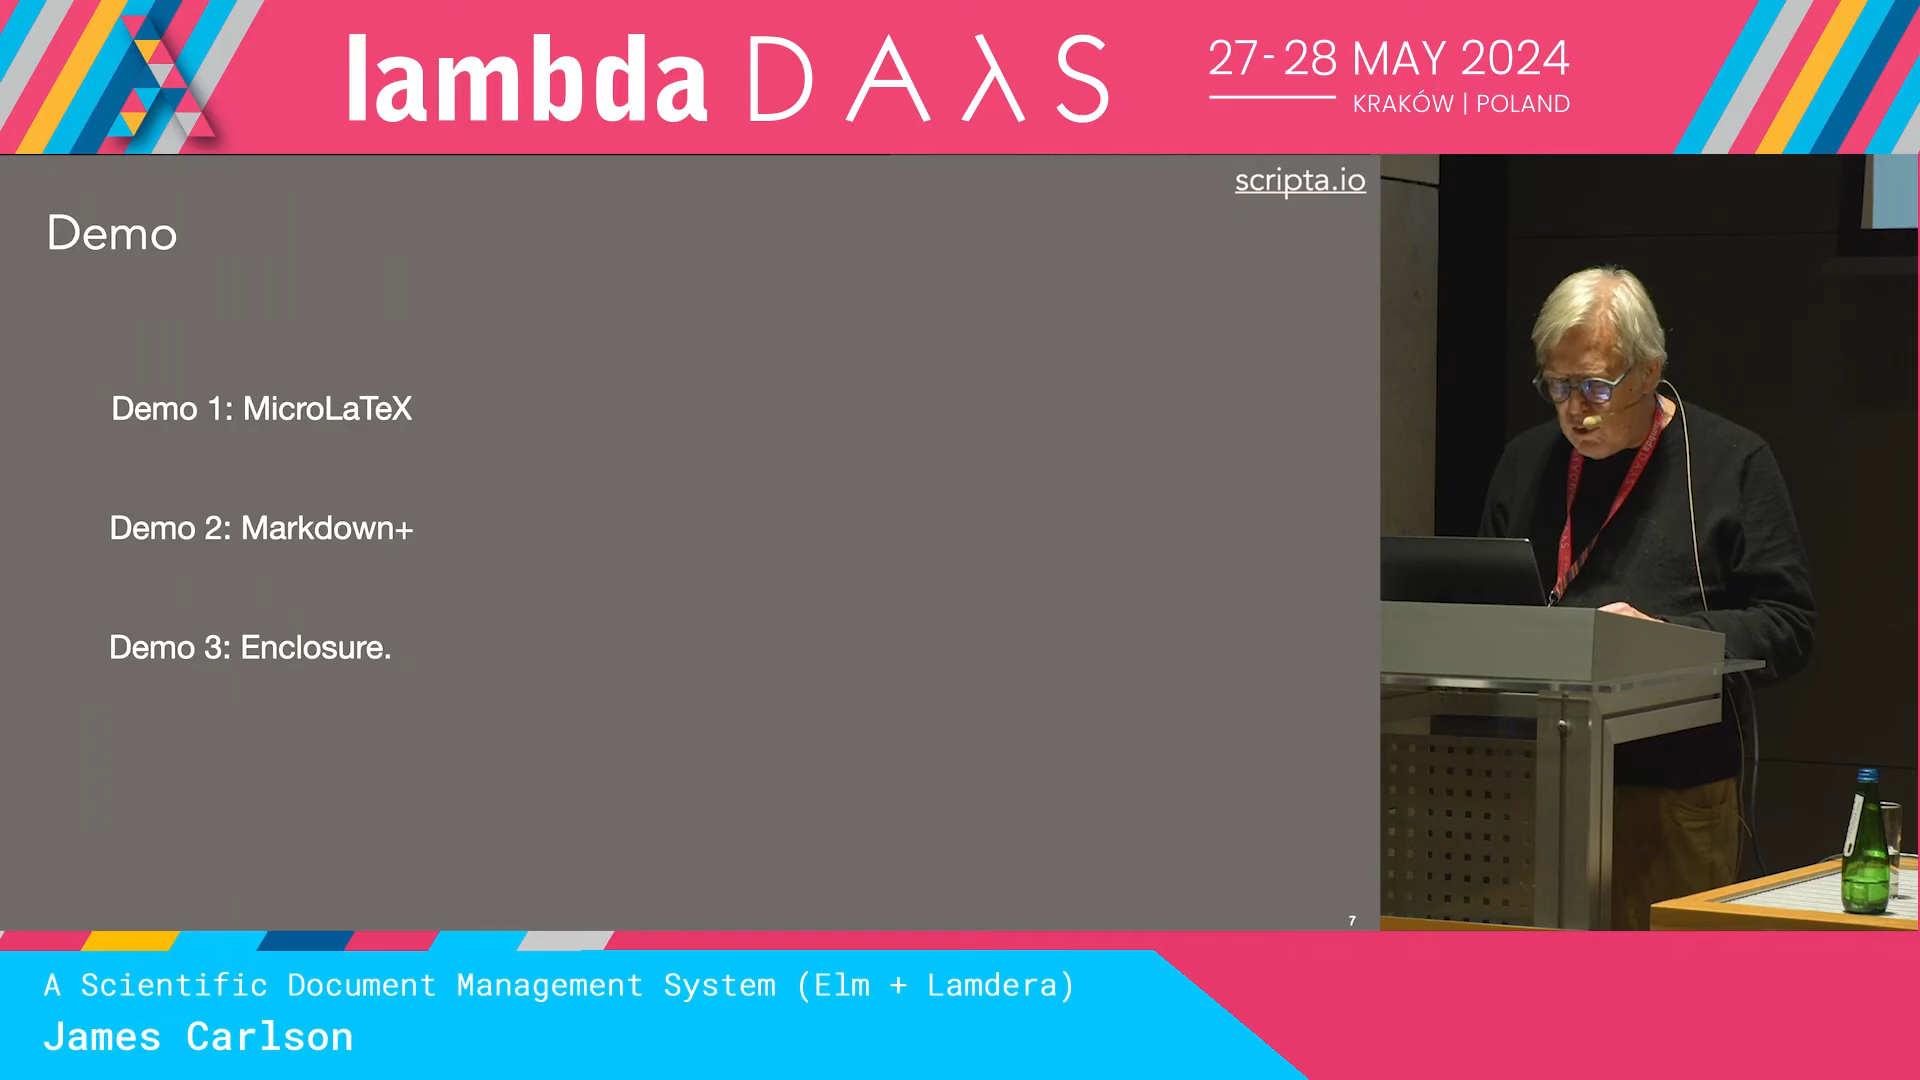 lambda DAλS
27-28 MAY 2024
KRAKÓW | POLAND
scripta.io
Demo
Demo 1: MicroLaTeX
Demo 2: Markdown+
Demo 3: Enclosure.
7
A Scientific Document Management System (Elm + Lamdera)
James Carlson